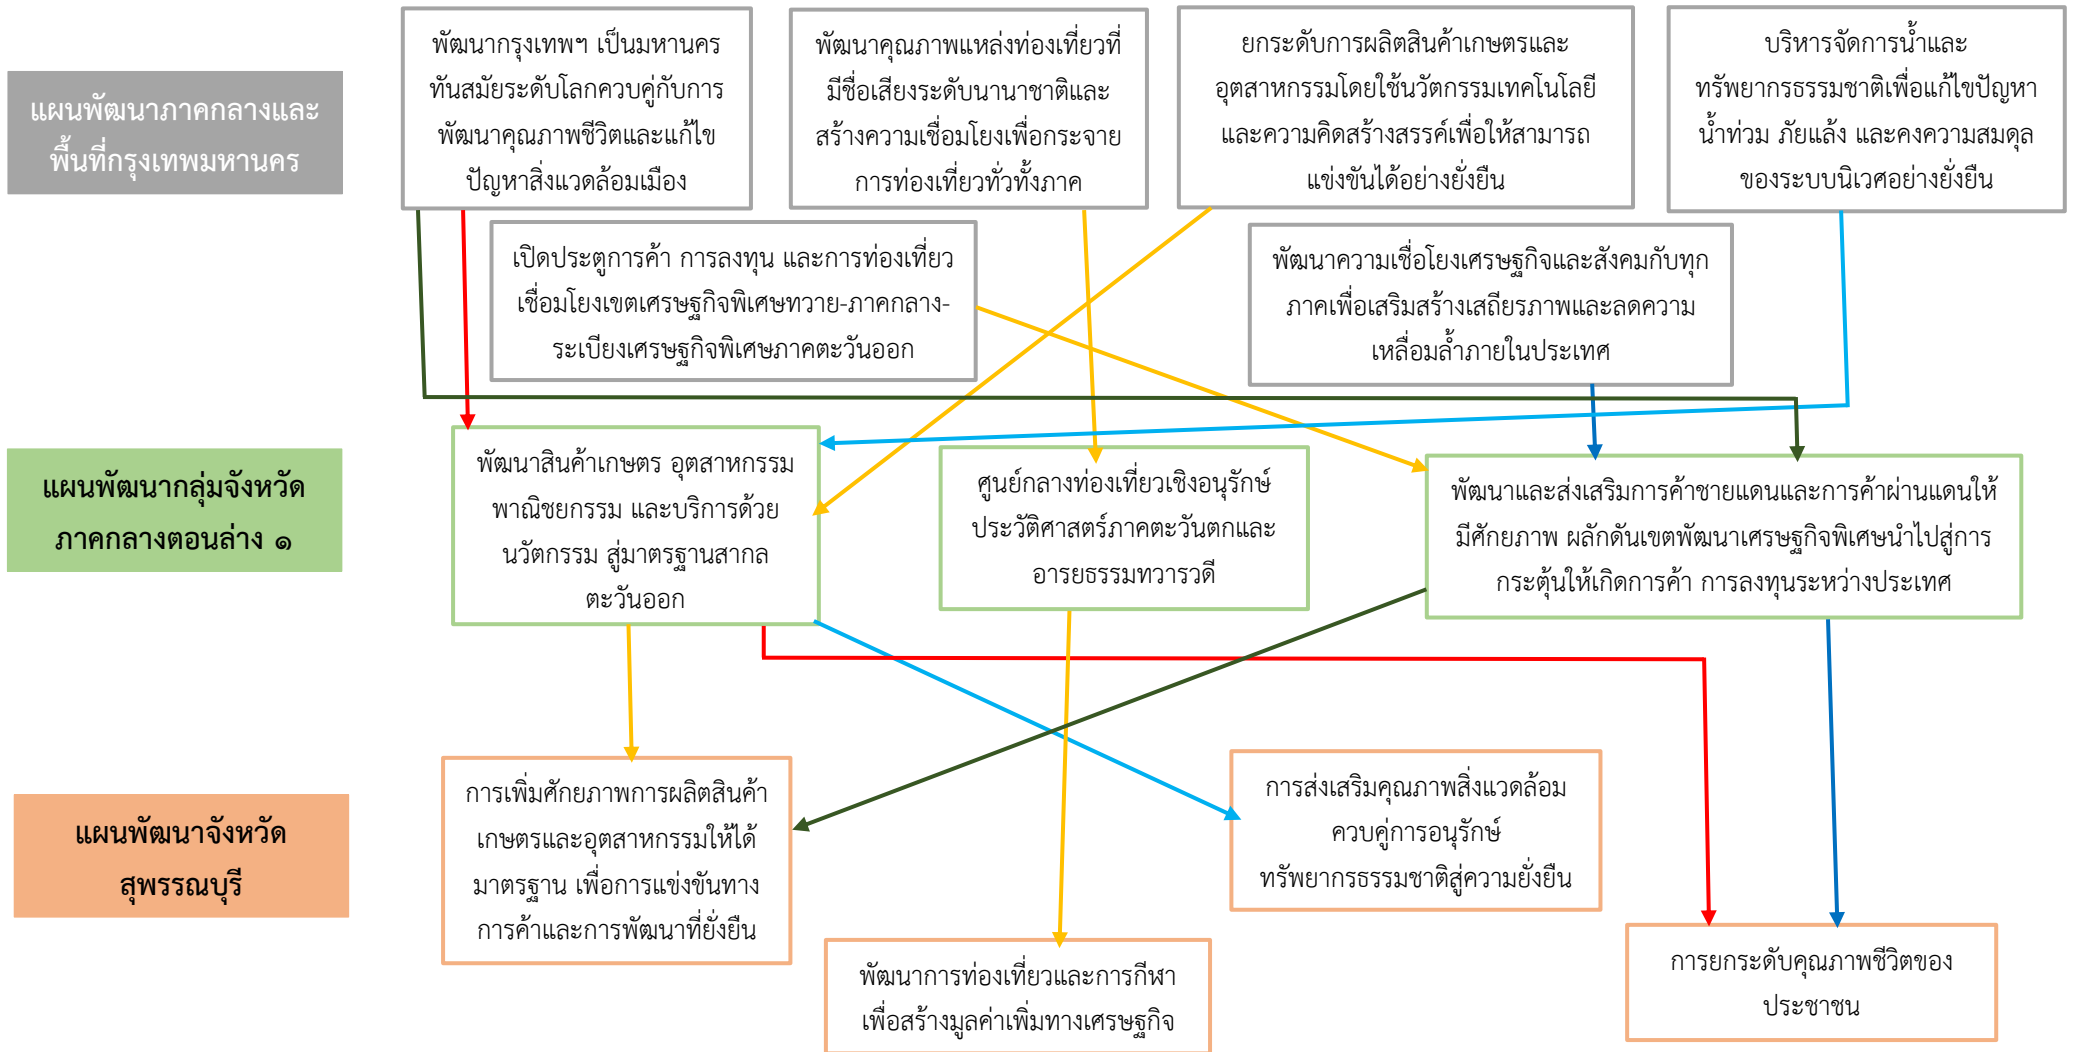 แผนพัฒนาภาคกลางและ
พื้นที่กรุงเทพมหานคร
พัฒนากรุงเทพฯ เป็นมหานคร
ทันสมัยระดับโลกควบคู่กับการ
พัฒนาคุณภาพชีวิตและแก้ไข
ปัญหาสิ่งแวดล้อมเมือง
พัฒนาคุณภาพแหล่งท่องเที่ยวที่
มีชื่อเสียงระดับนานาชาติและ
สร้างความเชื่อมโยงเพื่อกระจาย
การท่องเที่ยวทั่วทั้งภาค
ยกระดับการผลิตสินค้าเกษตรและ
อุตสาหกรรมโดยใช้นวัตกรรมเทคโนโลยี
และความคิดสร้างสรรค์เพื่อให้สามารถ
แข่งขันได้อย่างยั่งยืน
บริหารจัดการน้ำและ
ทรัพยากรธรรมชาติเพื่อแก้ไขปัญหา
น้ำท่วม ภัยแล้ง และคงความสมดุล
ของระบบนิเวศอย่างยั่งยืน
เปิดประตูการค้า การลงทุน และการท่องเที่ยว
เชื่อมโยงเขตเศรษฐกิจพิเศษทวาย-ภาคกลาง-
ระเบียงเศรษฐกิจพิเศษภาคตะวันออก
พัฒนาความเชื่อโยงเศรษฐกิจและสังคมกับทุก
ภาคเพื่อเสริมสร้างเสถียรภาพและลดความ
เหลื่อมล้ำภายในประเทศ
แผนพัฒนากลุ่มจังหวัด
ภาคกลางตอนล่าง ๑
พัฒนาสินค้าเกษตร อุตสาหกรรม
พาณิชยกรรม และบริการด้วย
นวัตกรรม สู่มาตรฐานสากล
ตะวันออก
ศูนย์กลางท่องเที่ยวเชิงอนุรักษ์
ประวัติศาสตร์ภาคตะวันตกและ
อารยธรรมทวารวดี
พัฒนาและส่งเสริมการค้าชายแดนและการค้าผ่านแดนให้
มีศักยภาพ ผลักดันเขตพัฒนาเศรษฐกิจพิเศษนำไปสู่การ
กระตุ้นให้เกิดการค้า การลงทุนระหว่างประเทศ
แผนพัฒนาจังหวัด
สุพรรณบุรี
การเพิ่มศักยภาพการผลิตสินค้า
เกษตรและอุตสาหกรรมให้ได้
มาตรฐาน เพื่อการแข่งขันทาง
การค้าและการพัฒนาที่ยั่งยืน
พัฒนาการท่องเที่ยวและการกีฬา
เพื่อสร้างมูลค่าเพิ่มทางเศรษฐกิจ
การส่งเสริมคุณภาพสิ่งแวดล้อม
ควบคู่การอนุรักษ์
ทรัพยากรธรรมชาติสู่ความยั่งยืน
การยกระดับคุณภาพชีวิตของ
ประชาชน